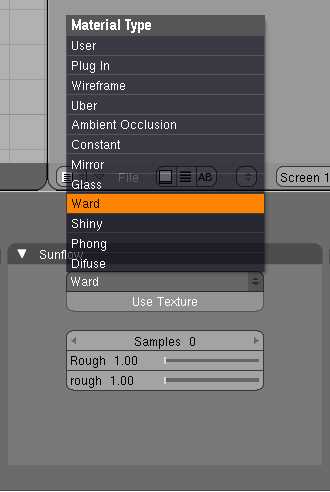 Material Type
User
Plug In
Wireframe
Uber
Ambient Occlusion
Constant
Mirror
File
AB
Screen 1
Glass
Ward
Shiny
Phong
Sunflow
Difuse
Ward
Use Texture
Samples 0
Rough 1.00
rough 1.00